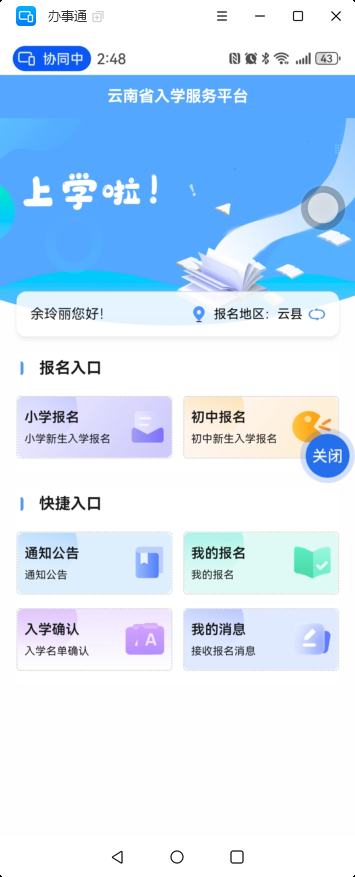 办事通
协同中 2:48 43
云南省入学服务平台
上学啦!
余玲丽您好!
报名地区: 云县
报名入口
小学报名
小学新生入学报名
初中报名
初中新生入学报名
关闭
快捷入口
通知公告
通知公告
我的报名
我的报名
入学确认
入学名单确认
我的消息
接收报名消息